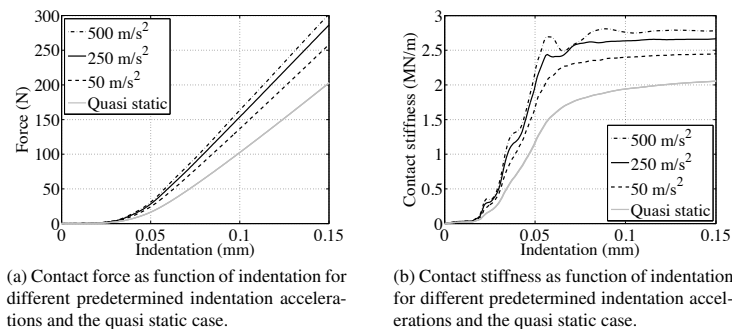 300
250
200
150
100
50
0
Force (N)
500 m/s²
250 m/s²
50 m/s²
Quasi static
0 0.05 0.1 0.15
Indentation (mm)
(a) Contact force as function of indentation for
different predetermined indentation accelera-
tions and the quasi static case.
3
2.5
2
1.5
1
0.5
0
Contact stiffness (MN/m)
500 m/s²
250 m/s²
50 m/s²
Quasi static
0 0.05 0.1 0.15
Indentation (mm)
(b) Contact stiffness as function of indentation
for different predetermined indentation accel-
erations and the quasi static case.